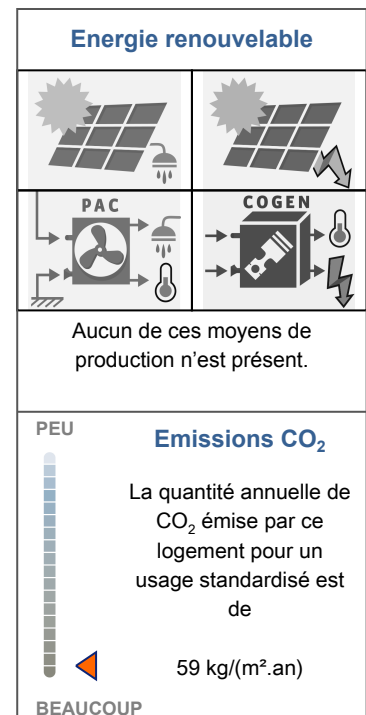 Energie renouvelable
PAC
COGEN
Aucun de ces moyens de
production n'est présent.
PEU
Emissions CO₂
La quantité annuelle de
CO₂ émise par ce
logement pour un
usage standardisé est
de
59 kg/(m².an)
BEAUCOUP